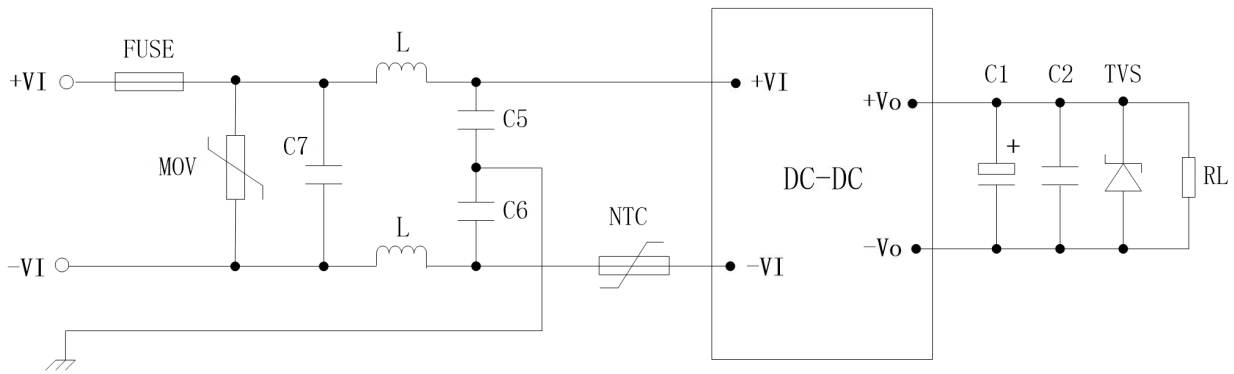 FUSE
L
+VI
+VI
C1
C2
TVS
+Vo
+
C5
C7
MOV
DC-DC
RL
C6
NTC
L
-Vo
-VI
-VI